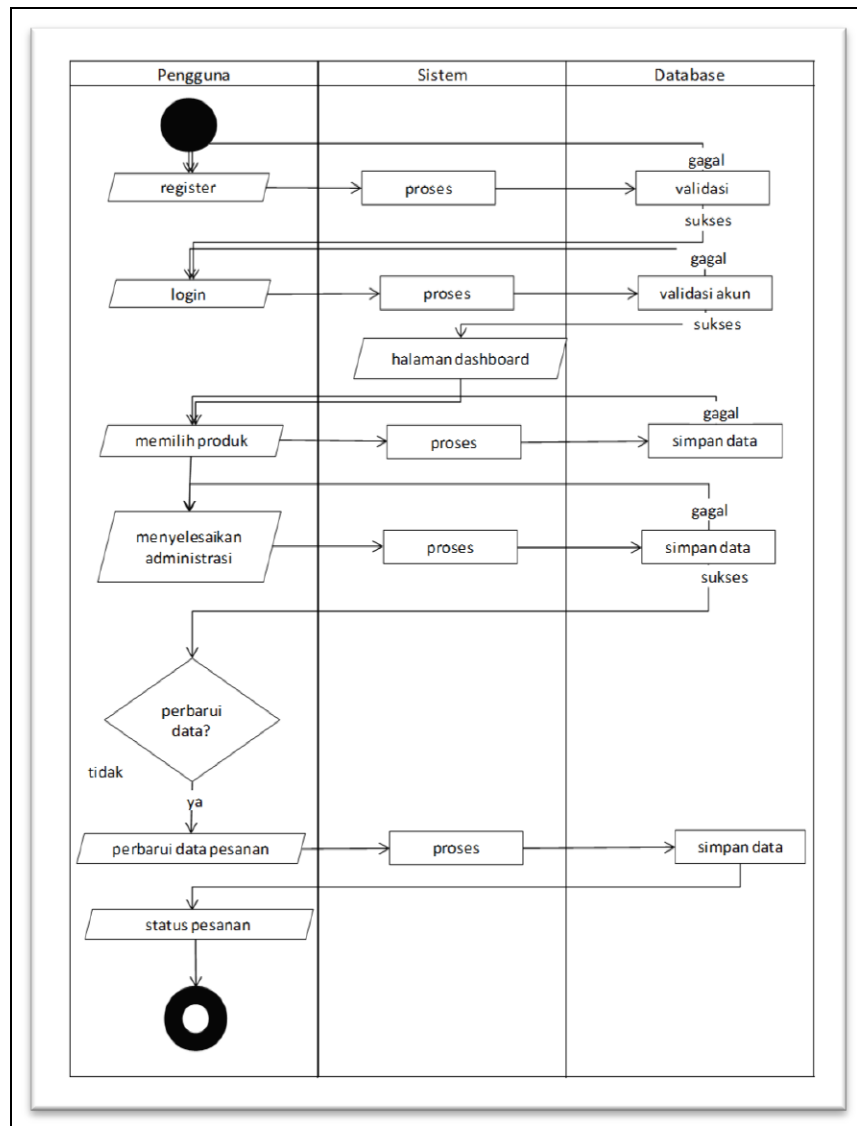 Pengguna
Sistem
Database
gagal
register
proses
validasi
sukses
gagal
login
proses
validasi akun
sukses
halaman dashboard
gagal
memilih produk
proses
simpan data
gagal
menyelesaikan
administrasi
proses
simpan data
sukses
perbarui
data?
tidak
ya
perbarui data pesanan
proses
simpan data
status pesanan